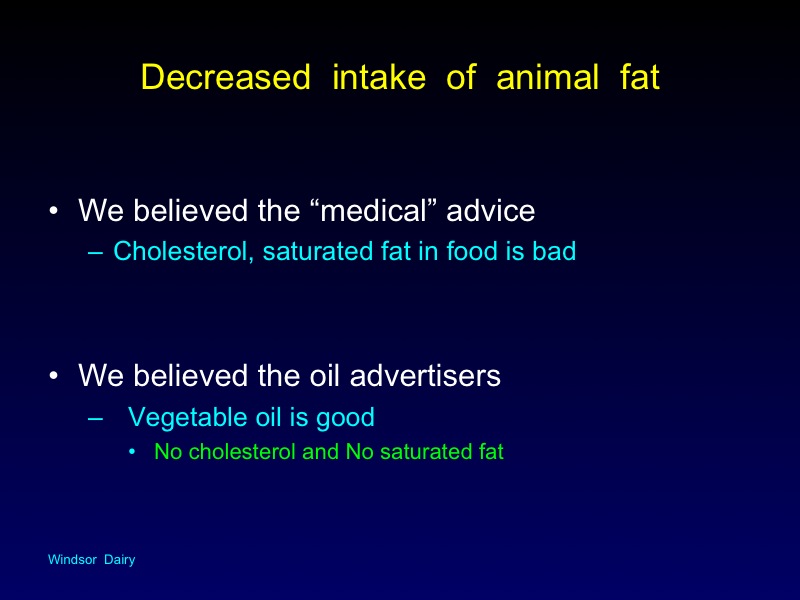 Decreased intake of animal fat
• We believed the “medical” advice
– Cholesterol, saturated fat in food is bad
• We believed the oil advertisers
– Vegetable oil is good
• No cholesterol and No saturated fat
Windsor Dairy